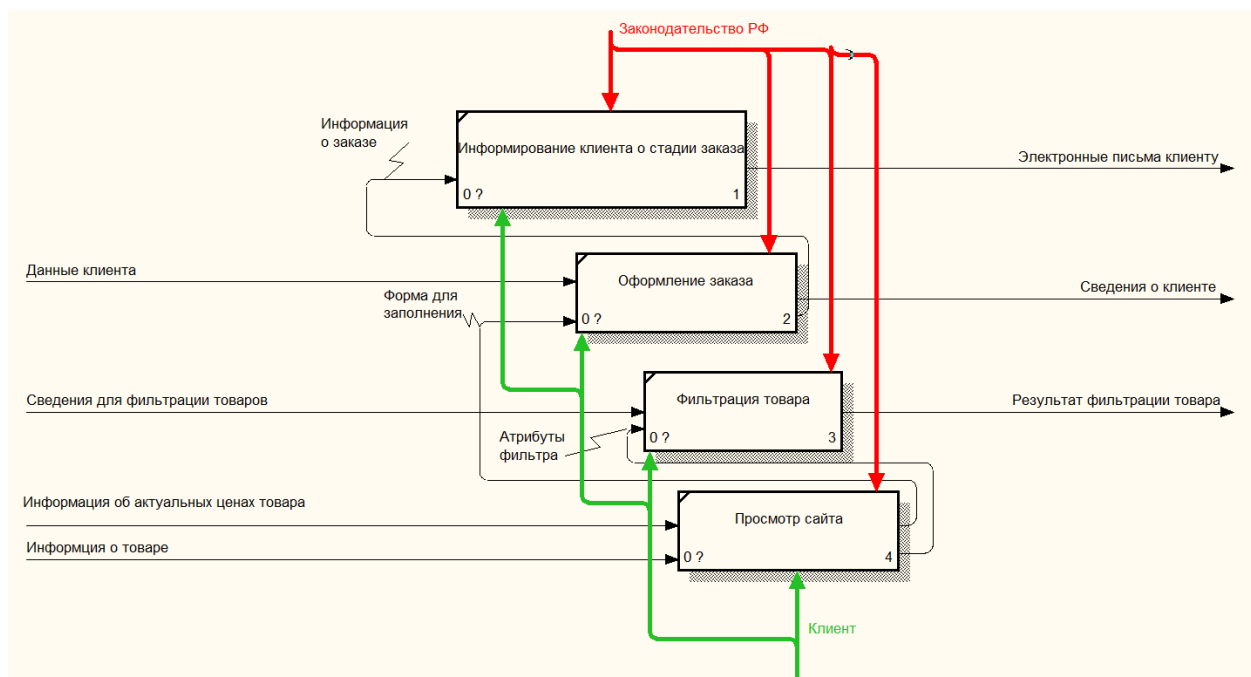 Законодательство РФ
Информация
о заказе
Информирование клиента о стадии заказа
0 ?
1
Электронные письма клиенту
Данные клиента
Оформление заказа
0 ?
2
Сведения о клиенте
Форма для
заполнения
Сведения для фильтрации товаров
Фильтрация товара
0 ?
3
Результат фильтрации товара
Атрибуты
фильтра
Информация об актуальных ценах товара
Информция о товаре
Просмотр сайта
0 ?
4
Клиент